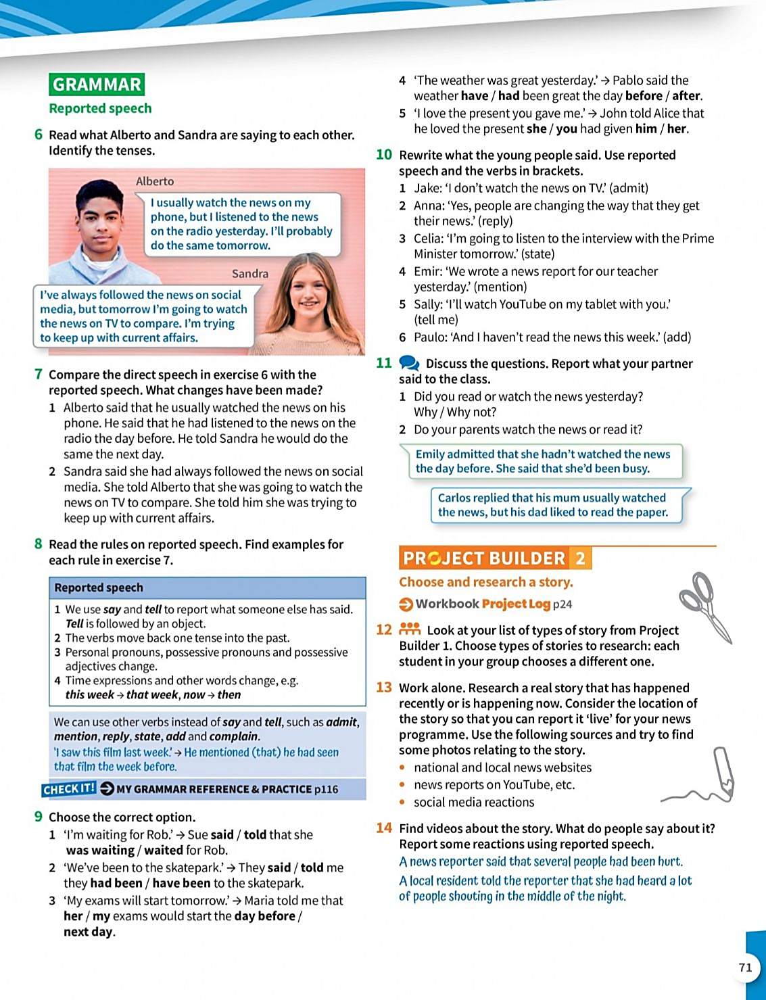 GRAMMAR
Reported speech
6 Read what Alberto and Sandra are saying to each other.
Identify the tenses.
Alberto
I usually watch the news on my
phone, but I listened to the news
on the radio yesterday. I'll probably
do the same tomorrow.
Sandra
I've always followed the news on social
media, but tomorrow I'm going to watch
the news on TV to compare. I'm trying
to keep up with current affairs.
7 Compare the direct speech in exercise 6 with the
reported speech. What changes have been made?
1 Alberto said that he usually watched the news on his
phone. He said that he had listened to the news on the
radio the day before. He told Sandra he would do the
same the next day.
2 Sandra said she had always followed the news on social
media. She told Alberto that she was going to watch the
news on TV to compare. She told him she was trying to
keep up with current affairs.
8 Read the rules on reported speech. Find examples for
each rule in exercise 7.
Reported speech
1 We use say and tell to report what someone else has said.
Tell is followed by an object.
2 The verbs move back one tense into the past.
3 Personal pronouns, possessive pronouns and possessive
adjectives change.
4 Time expressions and other words change, e.g.
this week → that week, now → then
We can use other verbs instead of say and tell, such as admit,
mention, reply, state, add and complain.
'I saw this film last week.' → He mentioned (that) he had seen
that film the week before.
CHECK IT! MY GRAMMAR REFERENCE & PRACTICE p116
9 Choose the correct option.
1 'I'm waiting for Rob.' → Sue said / told that she
was waiting / waited for Rob.
2 'We've been to the skatepark.' → They said / told me
they had been / have been to the skatepark.
3 'My exams will start tomorrow.' → Maria told me that
her / my exams would start the day before /
next day.
4 'The weather was great yesterday.' → Pablo said the
weather have / had been great the day before / after.
5 'I love the present you gave me.' → John told Alice that
he loved the present she / you had given him / her.
10 Rewrite what the young people said. Use reported
speech and the verbs in brackets.
1 Jake: 'I don't watch the news on TV.' (admit)
2 Anna: 'Yes, people are changing the way that they get
their news.' (reply)
3 Celia: 'I'm going to listen to the interview with the Prime
Minister tomorrow.' (state)
4 Emir: 'We wrote a news report for our teacher
yesterday.' (mention)
5 Sally: 'I'll watch YouTube on my tablet with you.'
(tell me)
6 Paulo: 'And I haven't read the news this week.' (add)
11 Discuss the questions. Report what your partner
said to the class.
1 Did you read or watch the news yesterday?
Why / Why not?
2 Do your parents watch the news or read it?
Emily admitted that she hadn't watched the news
the day before. She said that she'd been busy.
Carlos replied that his mum usually watched
the news, but his dad liked to read the paper.
PROJECT BUILDER 2
Choose and research a story.
Workbook Project Log p24
12 Look at your list of types of story from Project
Builder 1. Choose types of stories to research: each
student in your group chooses a different one.
13 Work alone. Research a real story that has happened
recently or is happening now. Consider the location of
the story so that you can report it 'live' for your news
programme. Use the following sources and try to find
some photos relating to the story.
• national and local news websites
• news reports on YouTube, etc.
• social media reactions
14 Find videos about the story. What do people say about it?
Report some reactions using reported speech.
A news reporter said that several people had been hurt.
A local resident told the reporter that she had heard a lot
of people shouting in the middle of the night.
71